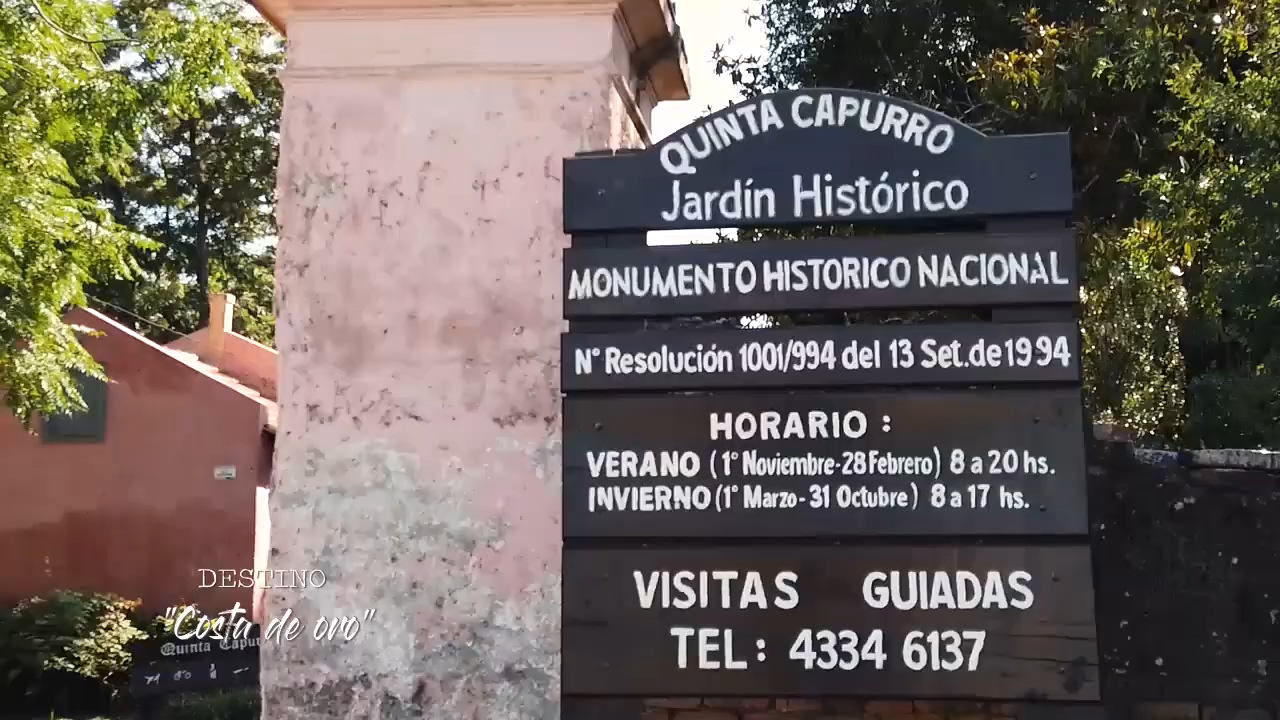 QUINTA CAPURRO
Jardín Histórico
MONUMENTO HISTORICO NACIONAL
N° Resolución 1001/994 del 13 Set. de 1994
HORARIO :
VERANO (1° Noviembre-28 Febrero) 8 a 20 hs.
INVIERNO (1° Marzo-31 Octubre) 8 a 17 hs.
VISITAS GUIADAS
TEL: 4334 6137
DESTINO
"Costa de oro"
Quinta